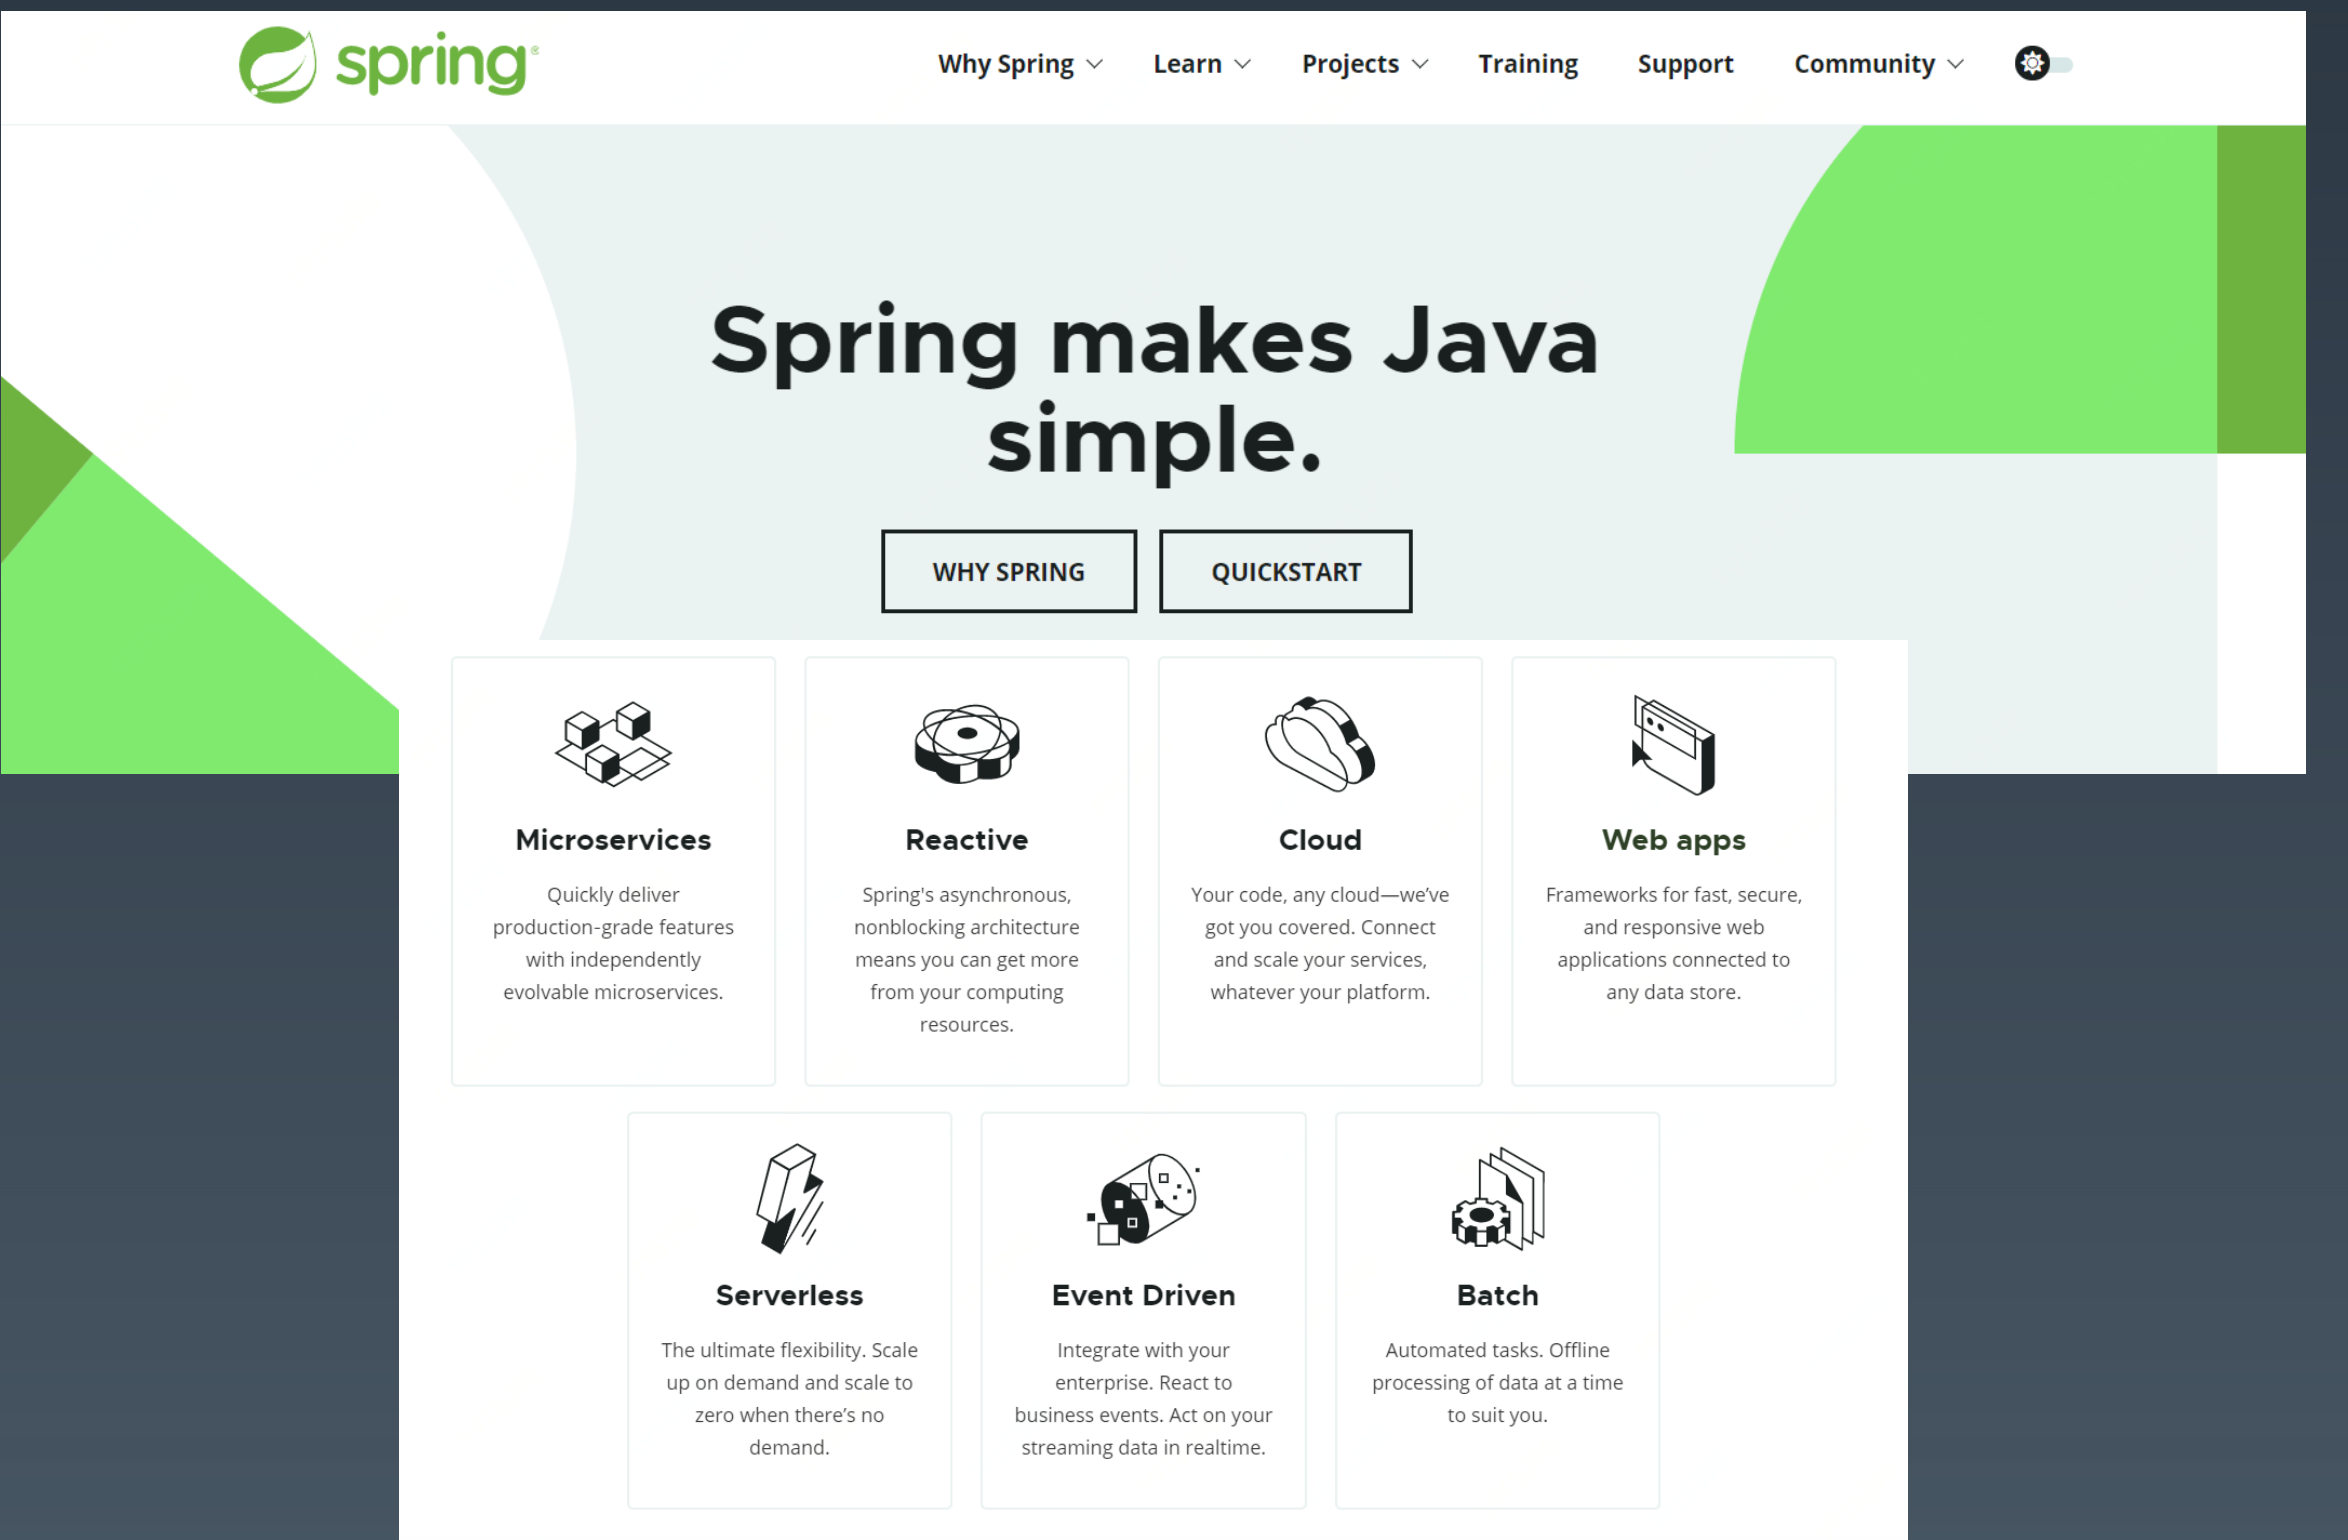 spring
Why Spring
Learn
Projects
Training
Support
Community
Spring makes Java
simple.
WHY SPRING
QUICKSTART
Microservices
Quickly deliver
production-grade features
with independently
evolvable microservices.
Reactive
Spring's asynchronous,
nonblocking architecture
means you can get more
from your computing
resources.
Cloud
Your code, any cloud—we’ve
got you covered. Connect
and scale your services,
whatever your platform.
Web apps
Frameworks for fast, secure,
and responsive web
applications connected to
any data store.
Serverless
The ultimate flexibility. Scale
up on demand and scale to
zero when there’s no
demand.
Event Driven
Integrate with your
enterprise. React to
business events. Act on your
streaming data in realtime.
Batch
Automated tasks. Offline
processing of data at a time
to suit you.